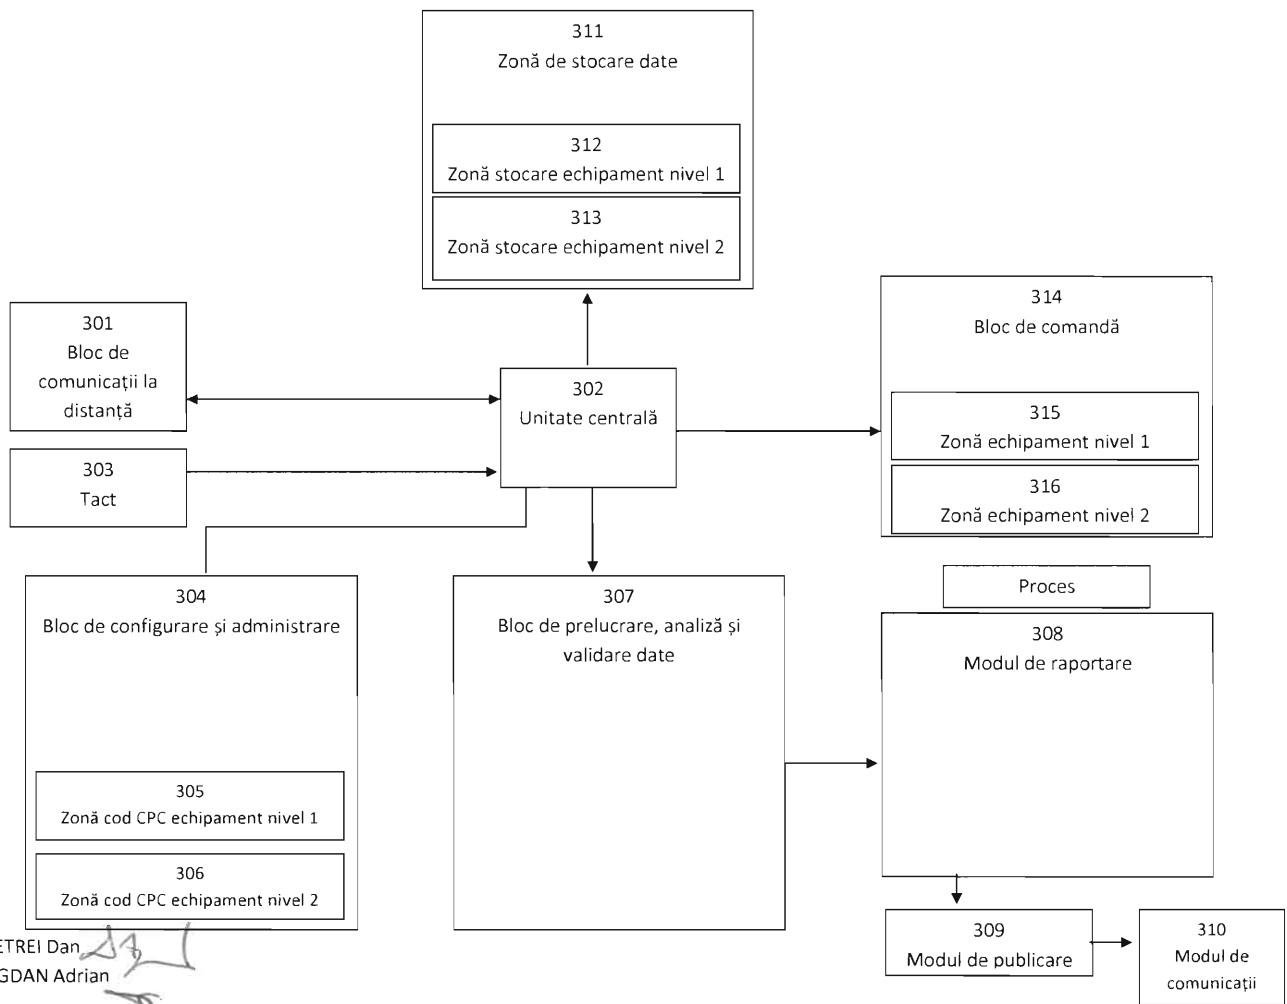 311
Zonă de stocare date
312
Zonă stocare echipament nivel 1
313
Zonă stocare echipament nivel 2
301
Bloc de
comunicații la
distanță
302
Unitate centrală
303
Tact
314
Bloc de comandă
315
Zonă echipament nivel 1
316
Zonă echipament nivel 2
304
Bloc de configurare și administrare
305
Zonă cod CPC echipament nivel 1
306
Zonă cod CPC echipament nivel 2
307
Bloc de prelucrare, analiză și
validare date
Proces
308
Modul de raportare
309
Modul de publicare
310
Modul de
comunicații
ETREI Dan
GDAN Adrian